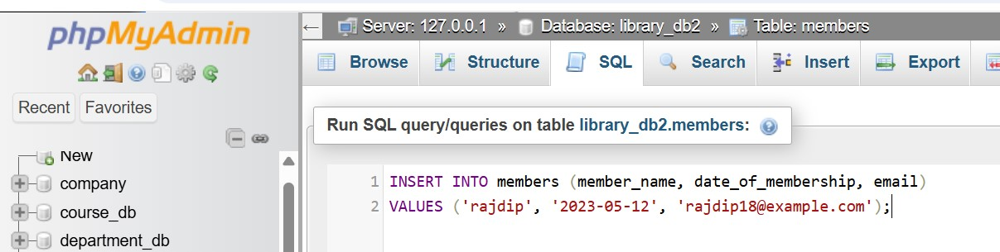 phpMyAdmin
Recent Favorites
New
company
course_db
department_db
Server: 127.0.0.1 » Database: library_db2 » Table: members
Browse Structure SQL Search Insert Export
Run SQL query/queries on table library_db2.members:
1 INSERT INTO members (member_name, date_of_membership, email)
2 VALUES ('rajdip', '2023-05-12', 'rajdip18@example.com');